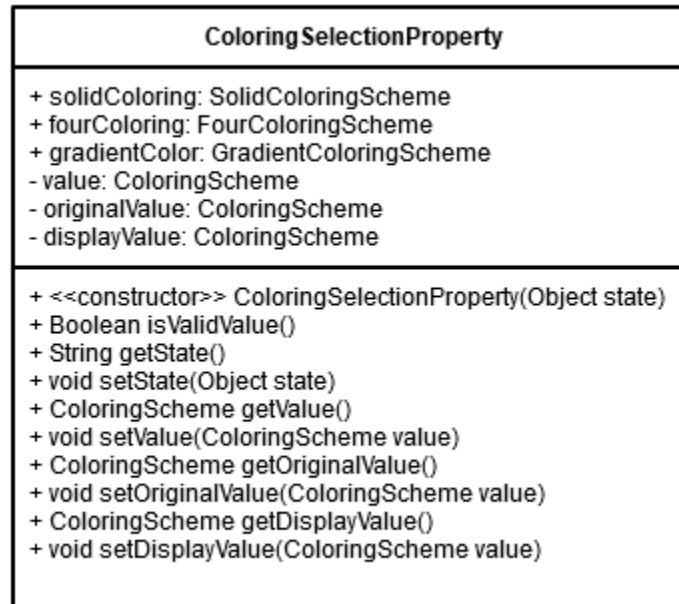 ColoringSelectionProperty
+ solidColoring: SolidColoringScheme
+ fourColoring: FourColoringScheme
+ gradientColor: GradientColoringScheme
- value: ColoringScheme
- originalValue: ColoringScheme
- displayValue: ColoringScheme
+ <<constructor>> ColoringSelectionProperty(Object state)
+ Boolean isValidValue()
+ String getState()
+ void setState(Object state)
+ ColoringScheme getValue()
+ void setValue(ColoringScheme value)
+ ColoringScheme getOriginalValue()
+ void setOriginalValue(ColoringScheme value)
+ ColoringScheme getDisplayValue()
+ void setDisplayValue(ColoringScheme value)